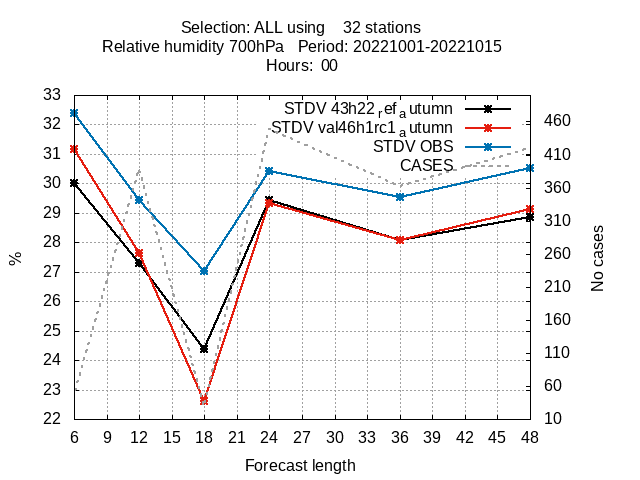 Selection: ALL using    32 stations
Relative humidity 700hPa   Period: 20221001-20221015
Hours:  00
STDV 43h22refautumn
STDV val46h1rc1autumn
STDV OBS
CASES
33
32
31
30
29
28
27
26
25
24
23
22
%
460
410
360
310
260
210
160
110
60
10
No cases
6 9 12 15 18 21 24 27 30 33 36 39 42 45 48
Forecast length